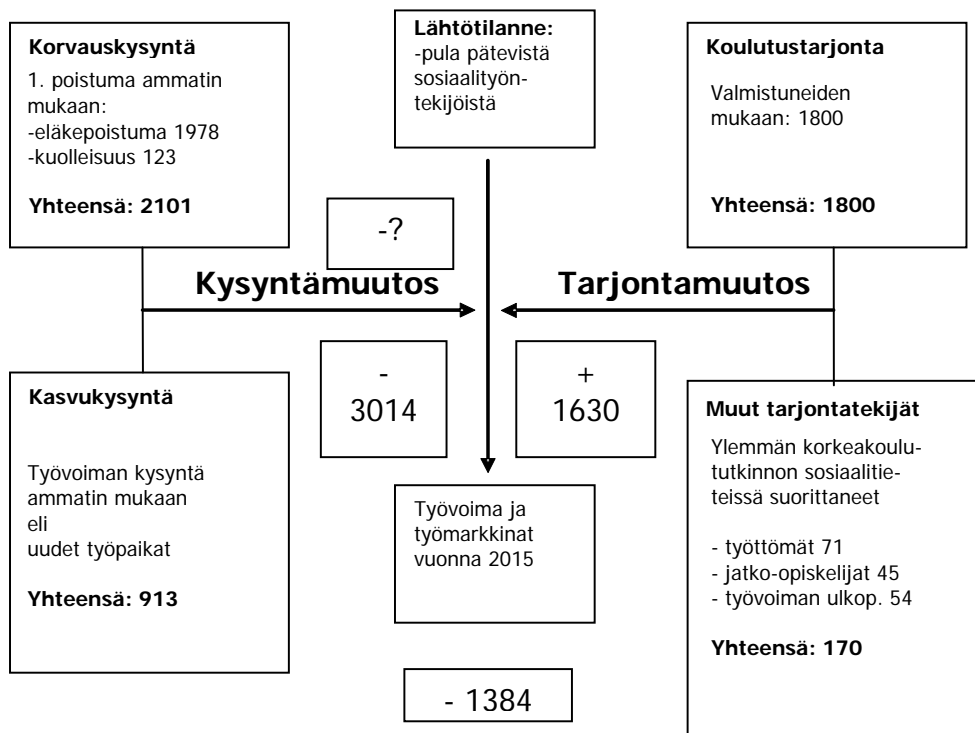 Korvauskysyntä
1. poistuma ammatin
mukaan:
-eläkepoistuma 1978
-kuolleisuus 123
Yhteensä: 2101
Lähtötilanne:
-pula pätevistä
sosiaalityön-
tekijöistä
Koulutustarjonta
Valmistuneiden
mukaan: 1800
Yhteensä: 1800
-?
Kysyntämuutos
Tarjontamuutos
-
3014
+
1630
Kasvukysyntä
Työvoiman kysyntä
ammatin mukaan
eli
uudet työpaikat
Yhteensä: 913
Työvoima ja
työmarkkinat
vuonna 2015
Muut tarjontatekijät
Ylemmän korkeakoulu-
tutkinnon sosiaalitie-
teissä suorittaneet
- työttömät 71
- jatko-opiskelijat 45
- työvoiman ulkop. 54
Yhteensä: 170
- 1384